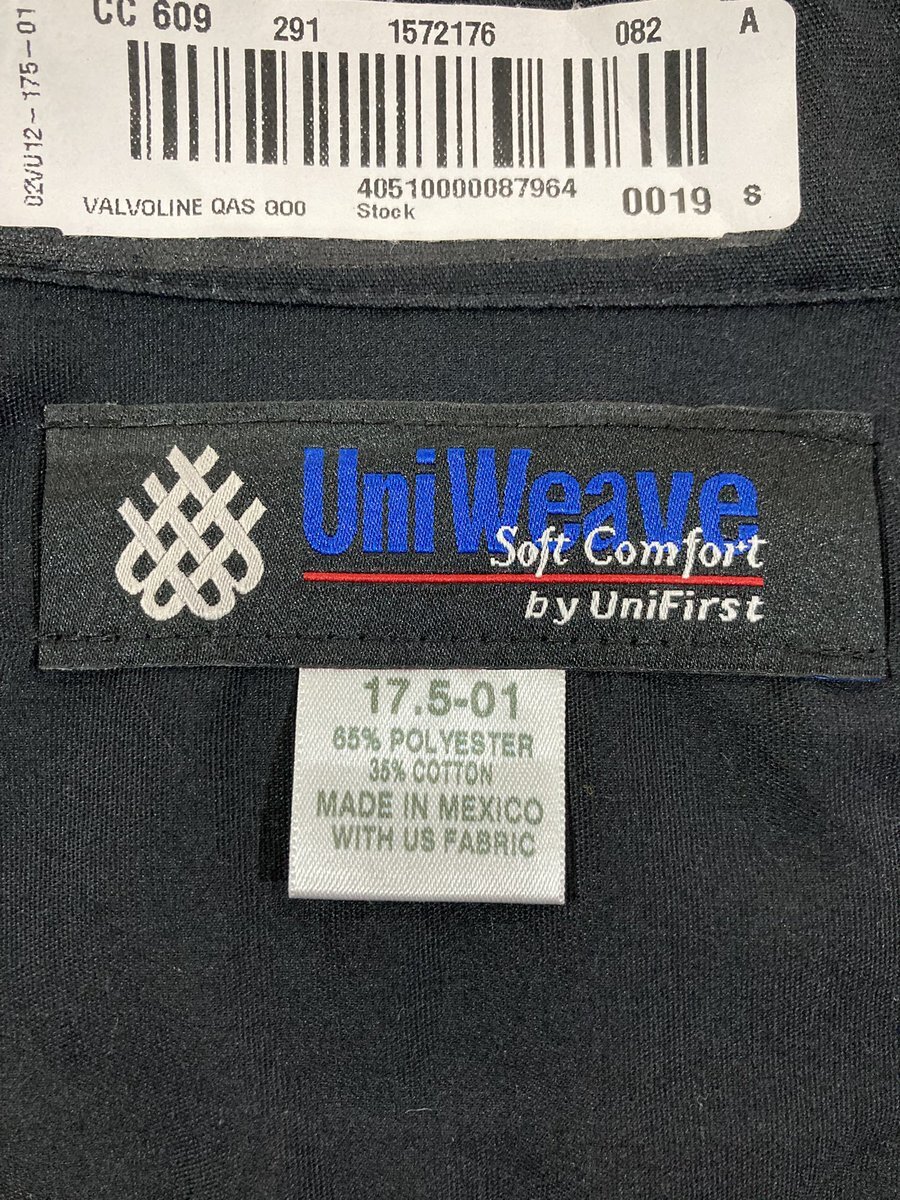 CC 609 291 1572176 082 A
02VU12-175-01
40510000087964
VALVOLINE QAS QOO Stock 0019 S
UniWeave
Soft Comfort
by UniFirst
17.5-01
65% POLYESTER
35% COTTON
MADE IN MEXICO
WITH US FABRIC